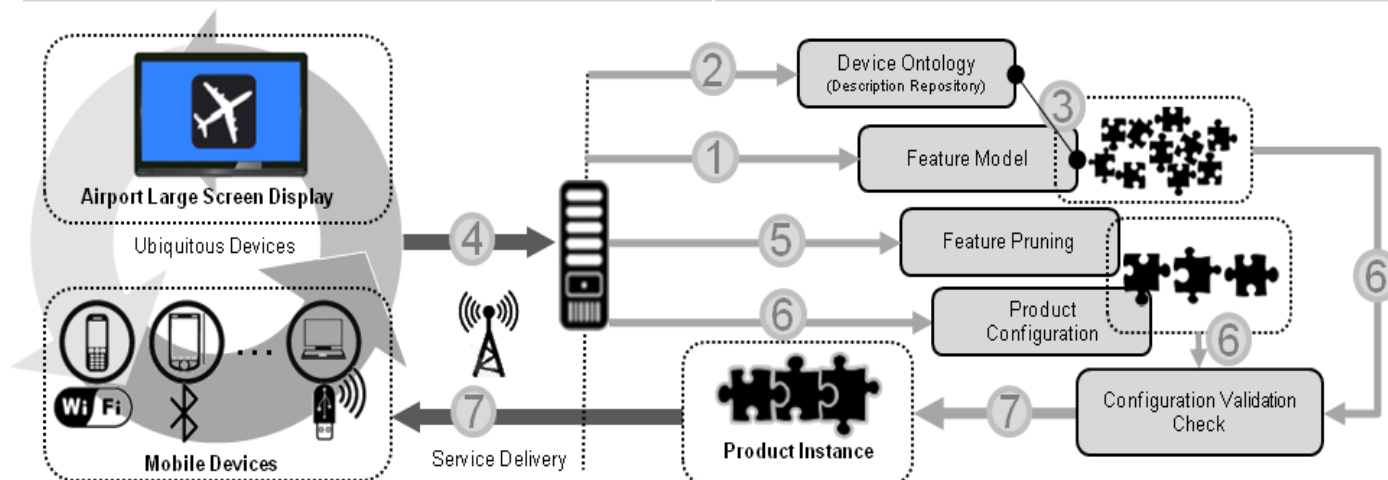 2
Device Ontology
(Description Repository)
3
1
Feature Model
Airport Large Screen Display
Ubiquitous Devices
4
5
Feature Pruning
6
6
Product
Configuration
6
...
Wi Fi
7
7
Configuration Validation
Check
Mobile Devices
Service Delivery
Product Instance